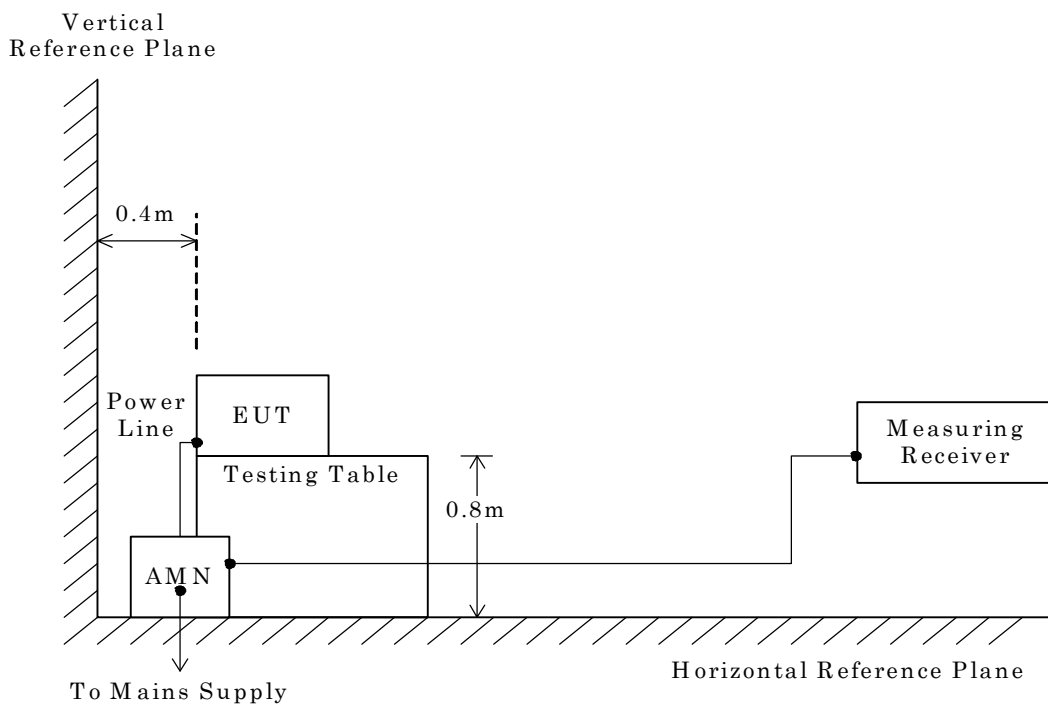 Vertical
Reference Plane
0.4m
Power
Line
EUT
Testing Table
Measuring
Receiver
0.8m
AMN
Horizontal Reference Plane
To Mains Supply